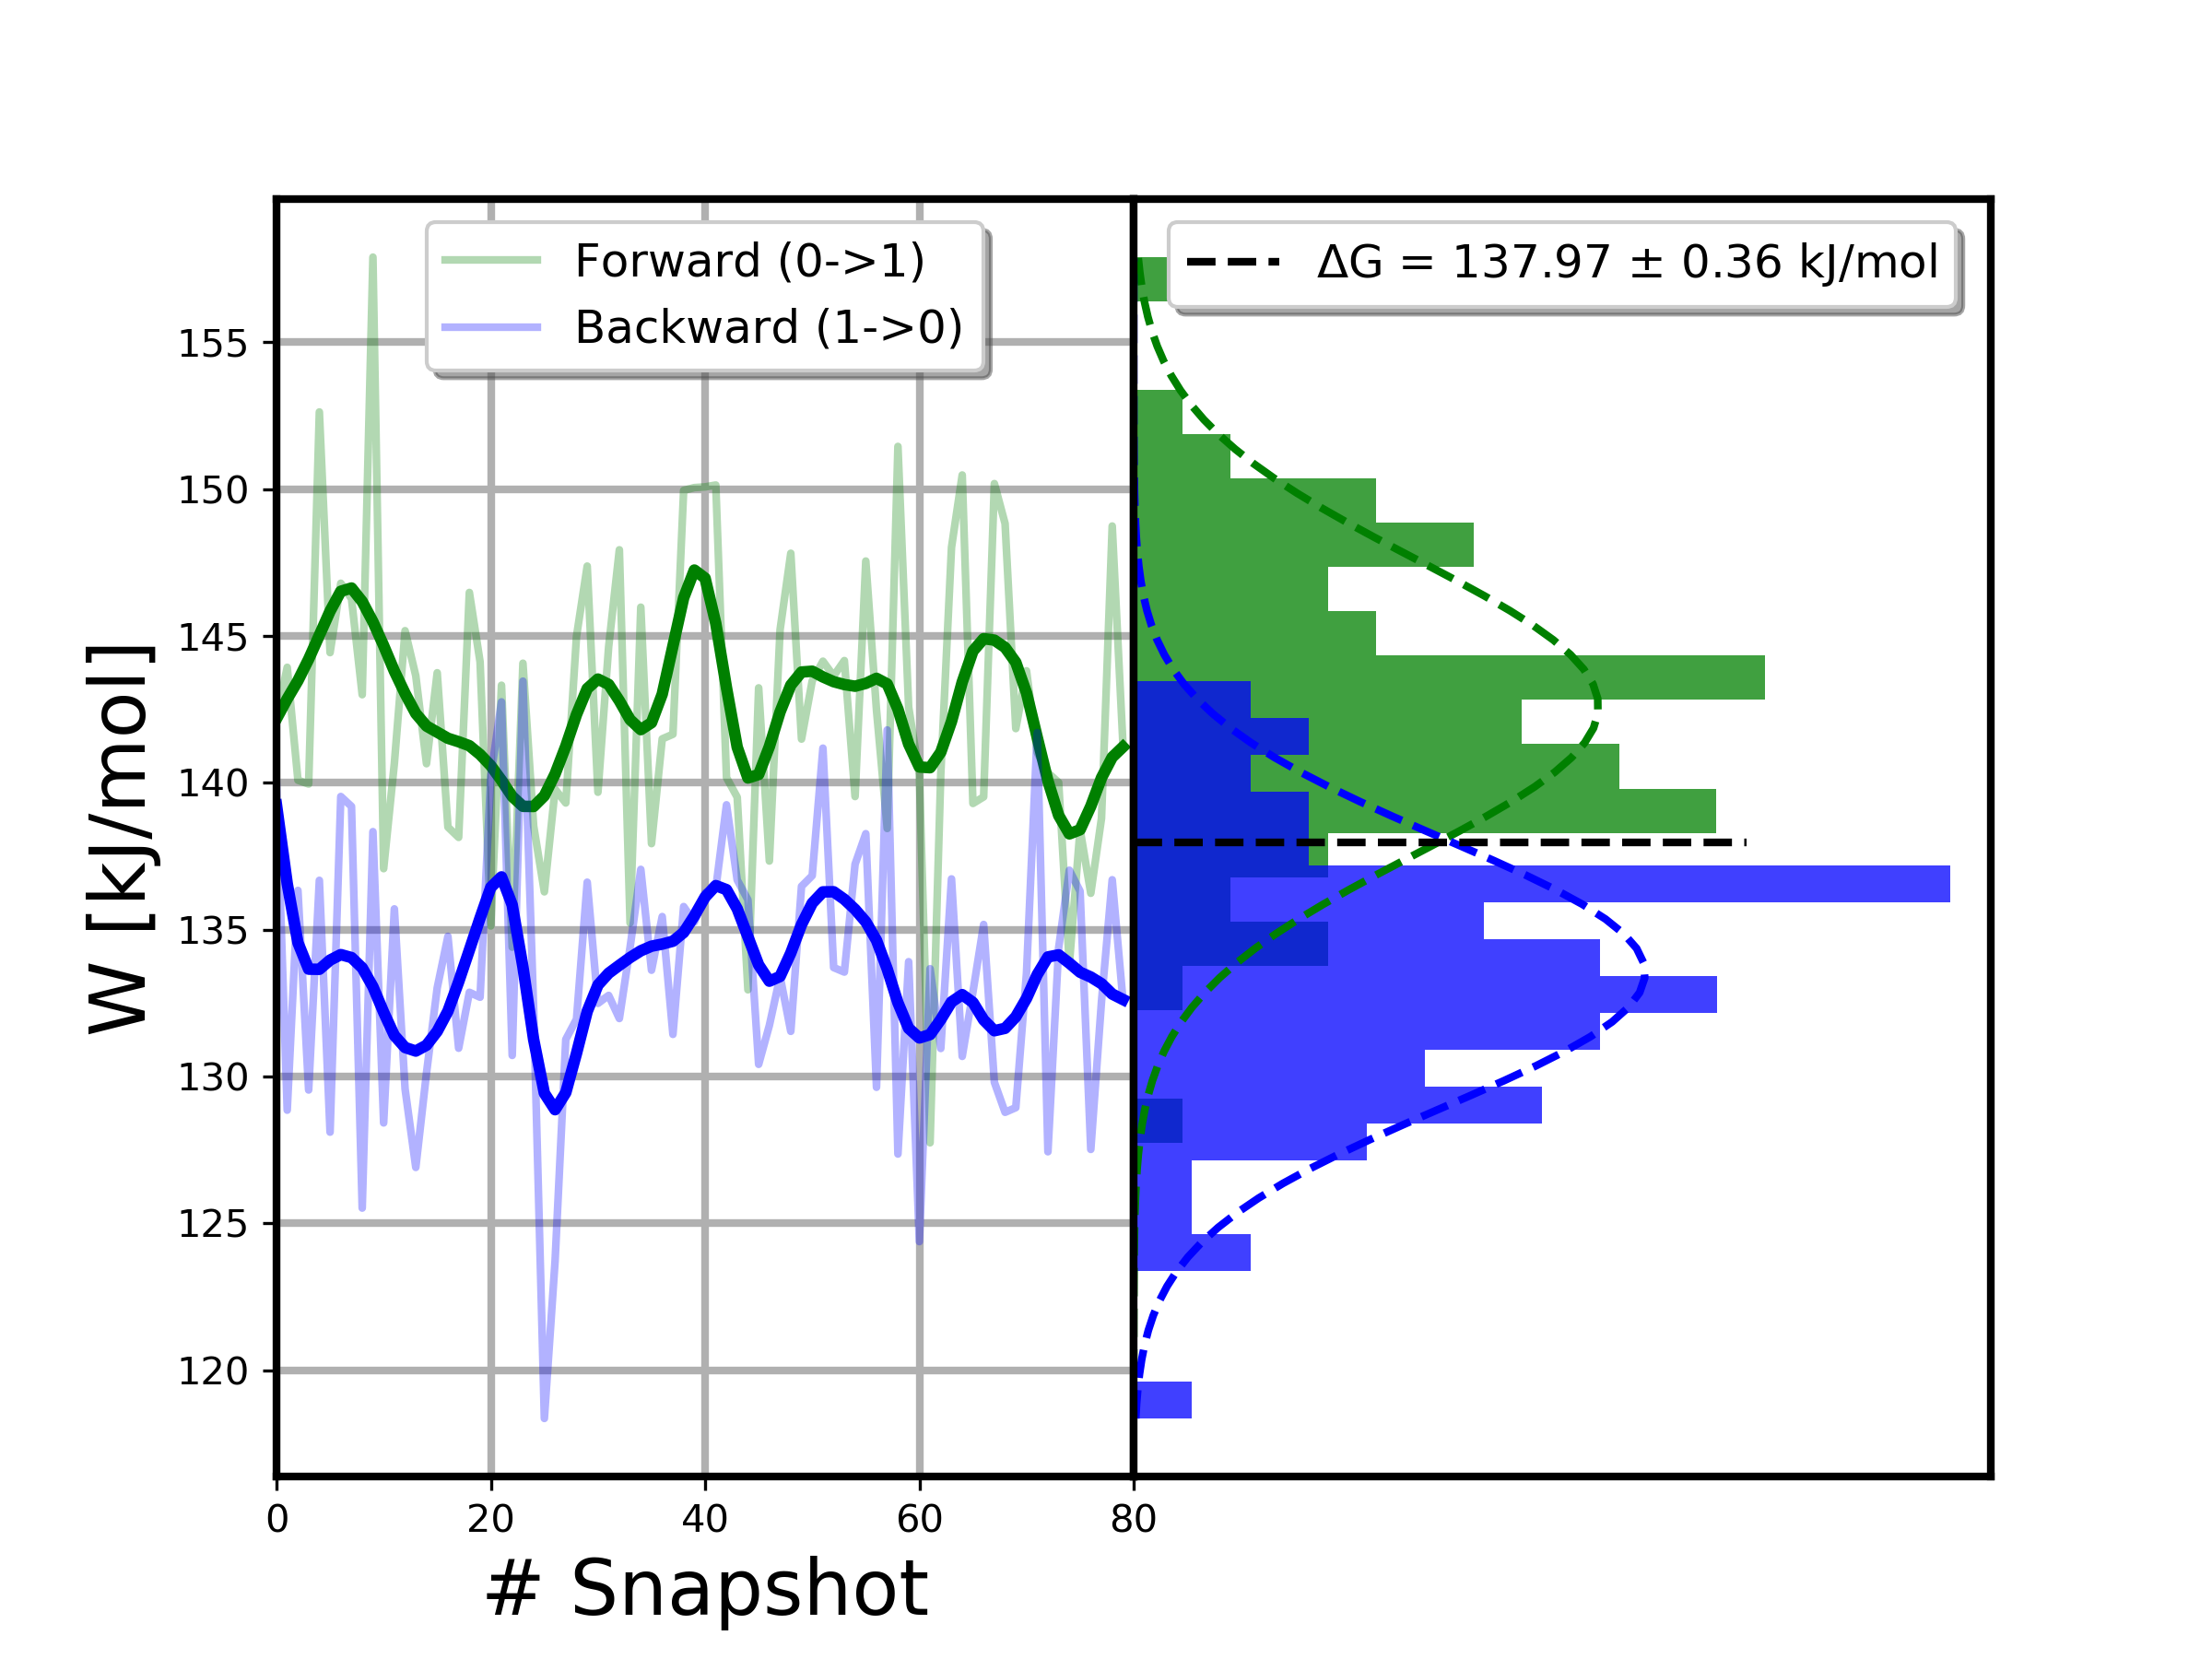 Forward (0->1)
Backward (1->0)
ΔG = 137.97 ± 0.36 kJ/mol
W [kJ/mol]
155
150
145
140
135
130
125
120
0 20 40 60 80
# Snapshot